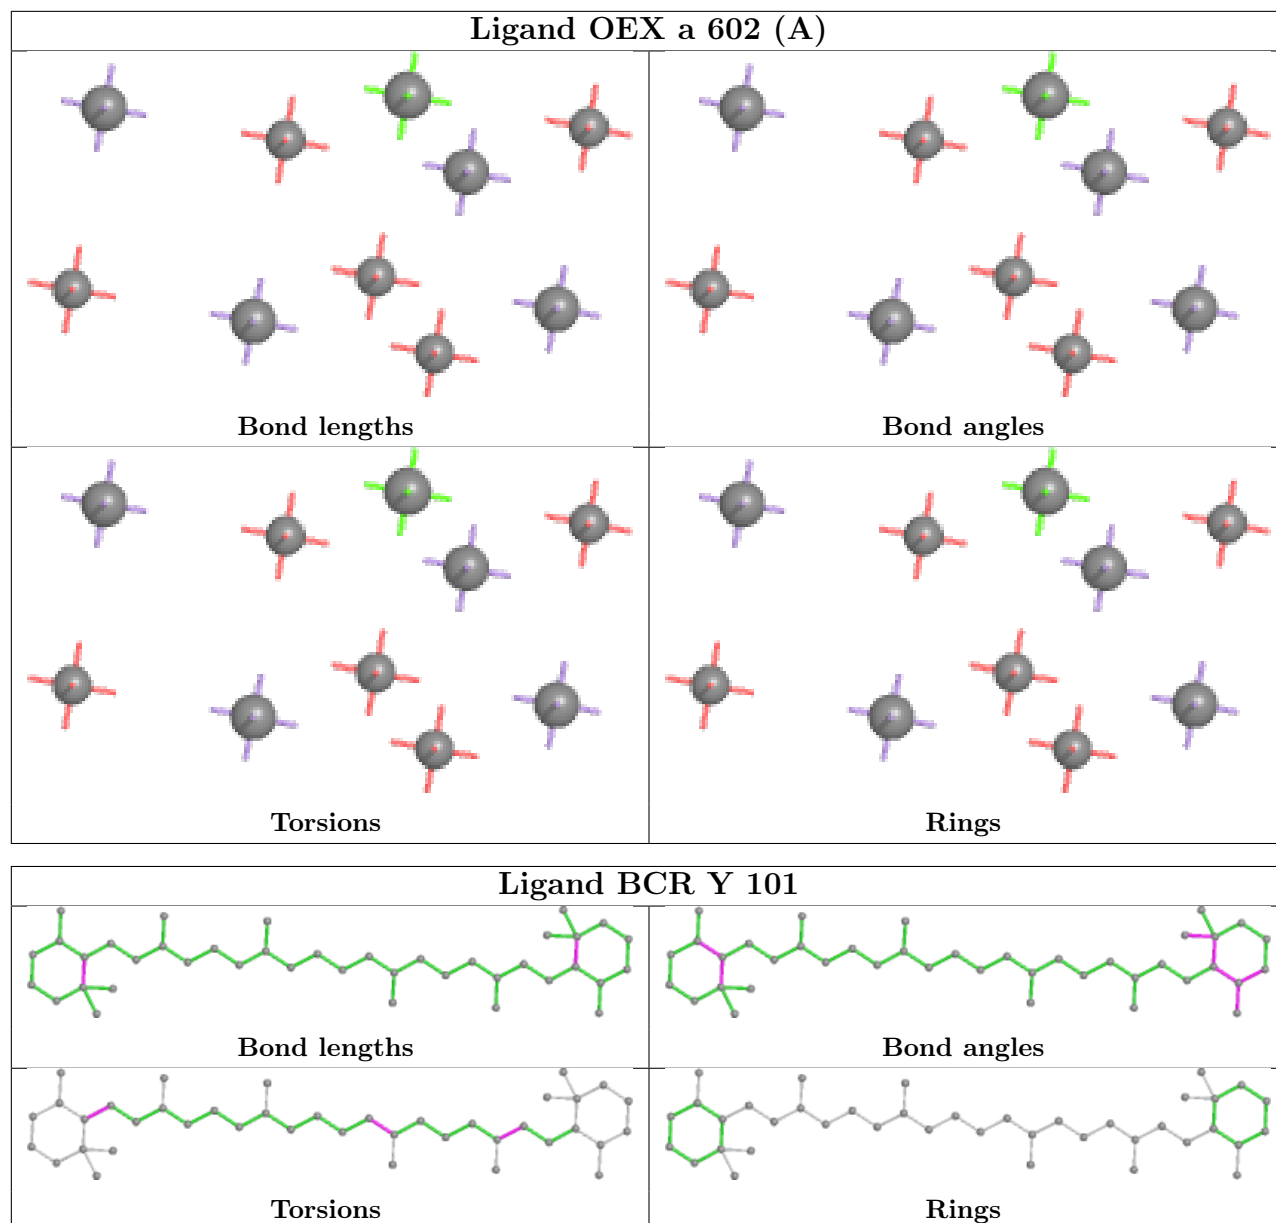 Ligand OEX a 602 (A)
Bond lengths
Bond angles
Torsions
Rings
Ligand BCR Y 101
Bond lengths
Bond angles
Torsions
Rings